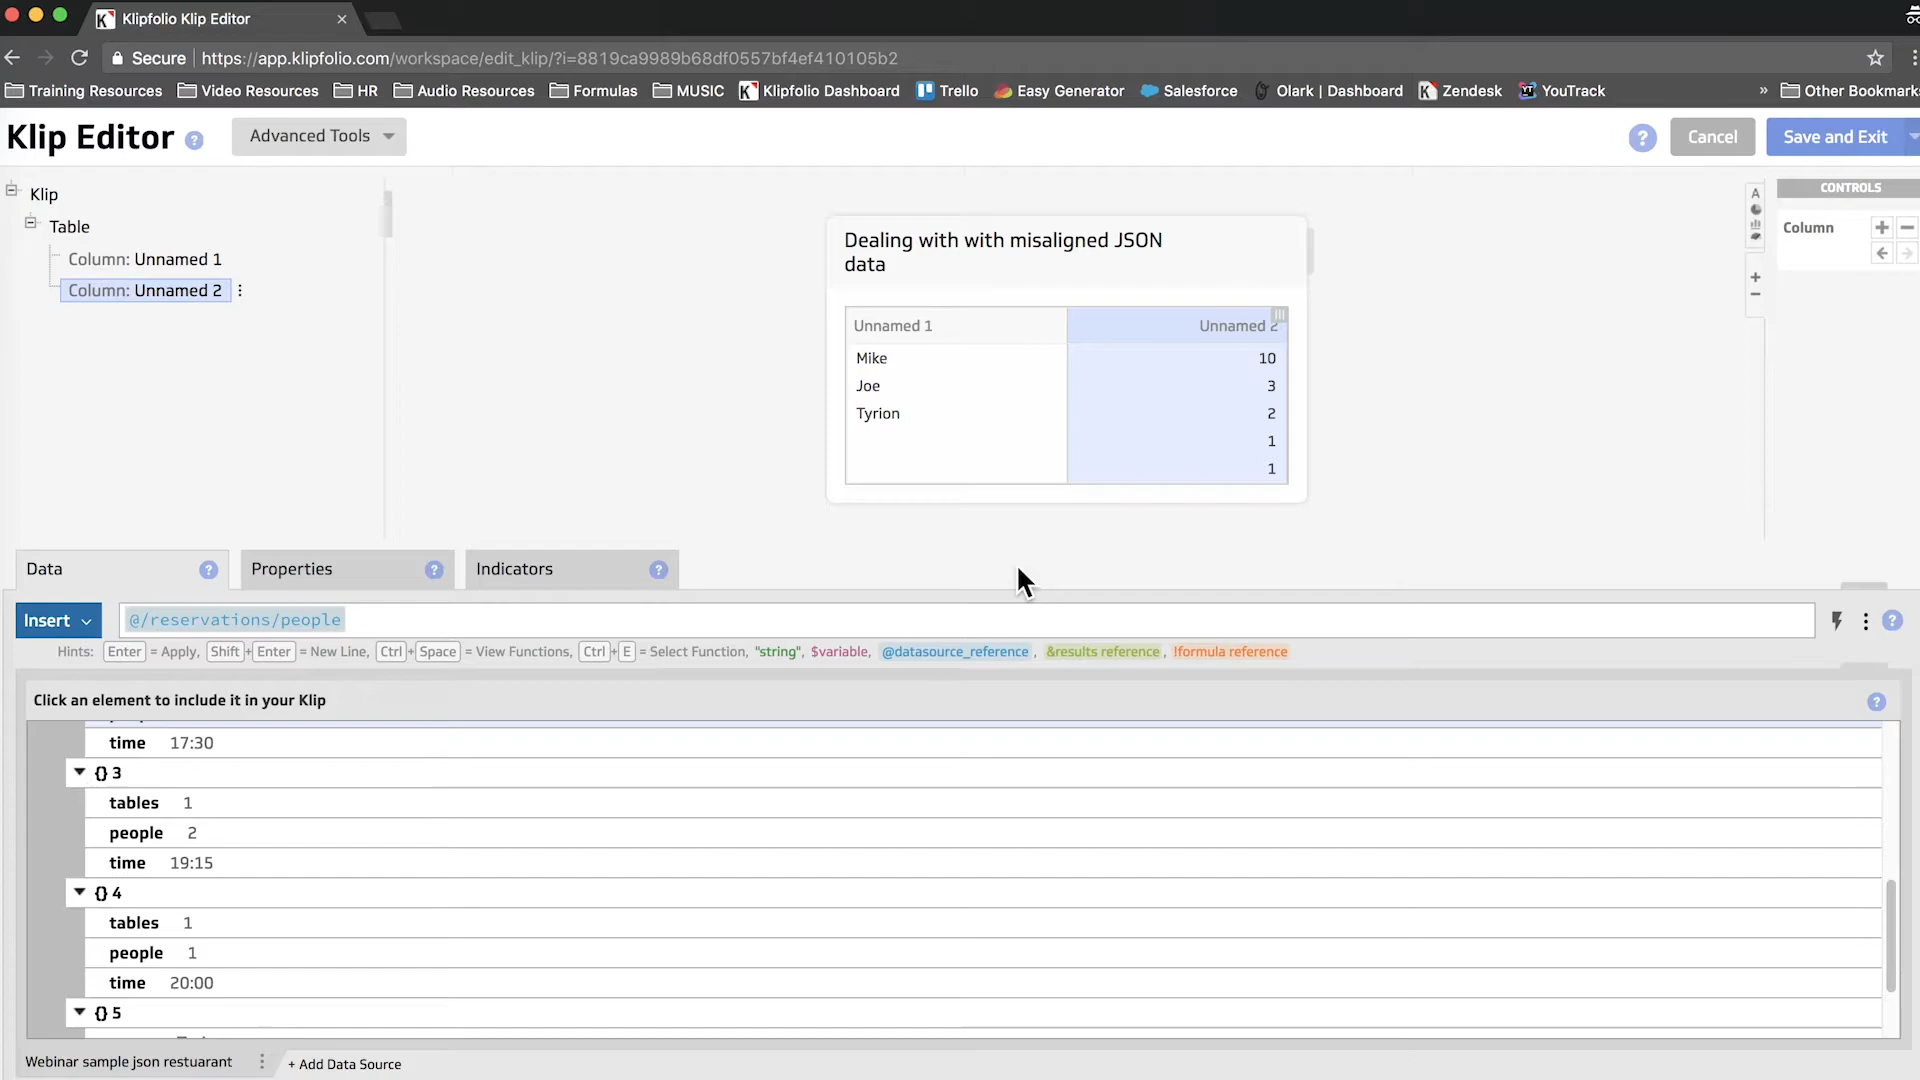 Klipfolio Klip Editor
Secure https://app.klipfolio.com/workspace/edit_klip/?i=8819ca9989b68df0557bf4ef410105b2
Training Resources Video Resources HR Audio Resources Formulas MUSIC Klipfolio Dashboard Trello Easy Generator Salesforce Olark | Dashboard Zendesk YouTrack » Other Bookmarks
Klip Editor ? Advanced Tools ? Cancel Save and Exit
CONTROLS
Klip
Table
Column: Unnamed 1
Column: Unnamed 2
Column
Dealing with with misaligned JSON
data
Unnamed 1 Unnamed 2
Mike 10
Joe 3
Tyrion 2
1
1
Data ? Properties ? Indicators ?
Insert @/reservations/people ?
Hints: Enter = Apply, Shift+Enter = New Line, Ctrl+Space = View Functions, Ctrl+E = Select Function, "string", $variable, @datasource_reference, &results reference, !formula reference
Click an element to include it in your Klip ?
time 17:30
{} 3
tables 1
people 2
time 19:15
{} 4
tables 1
people 1
time 20:00
{} 5
Webinar sample json restuarant + Add Data Source